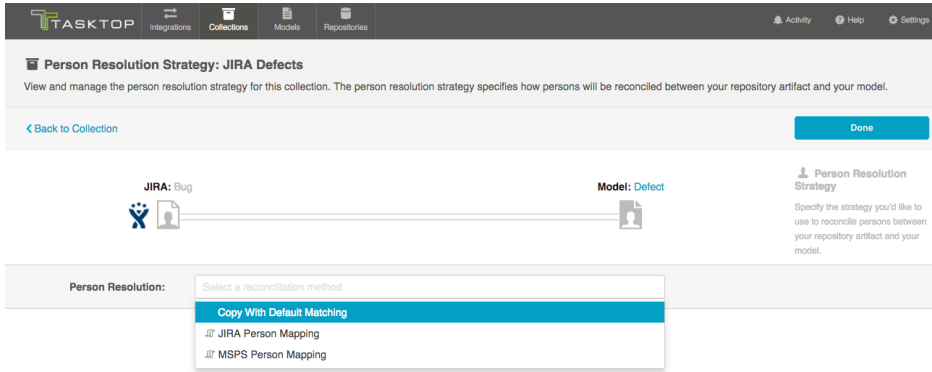 TASKTOP
Integrations
Collections
Models
Repositories
Activity
Help
Settings
Person Resolution Strategy: JIRA Defects
View and manage the person resolution strategy for this collection. The person resolution strategy specifies how persons will be reconciled between your repository artifact and your model.
Back to Collection
Done
JIRA: Bug
Model: Defect
Person Resolution
Strategy
Specify the strategy you'd like to
use to reconcile persons between
your repository artifact and your
model.
Person Resolution:
Select a reconciliation method
Copy With Default Matching
JIRA Person Mapping
MSPS Person Mapping